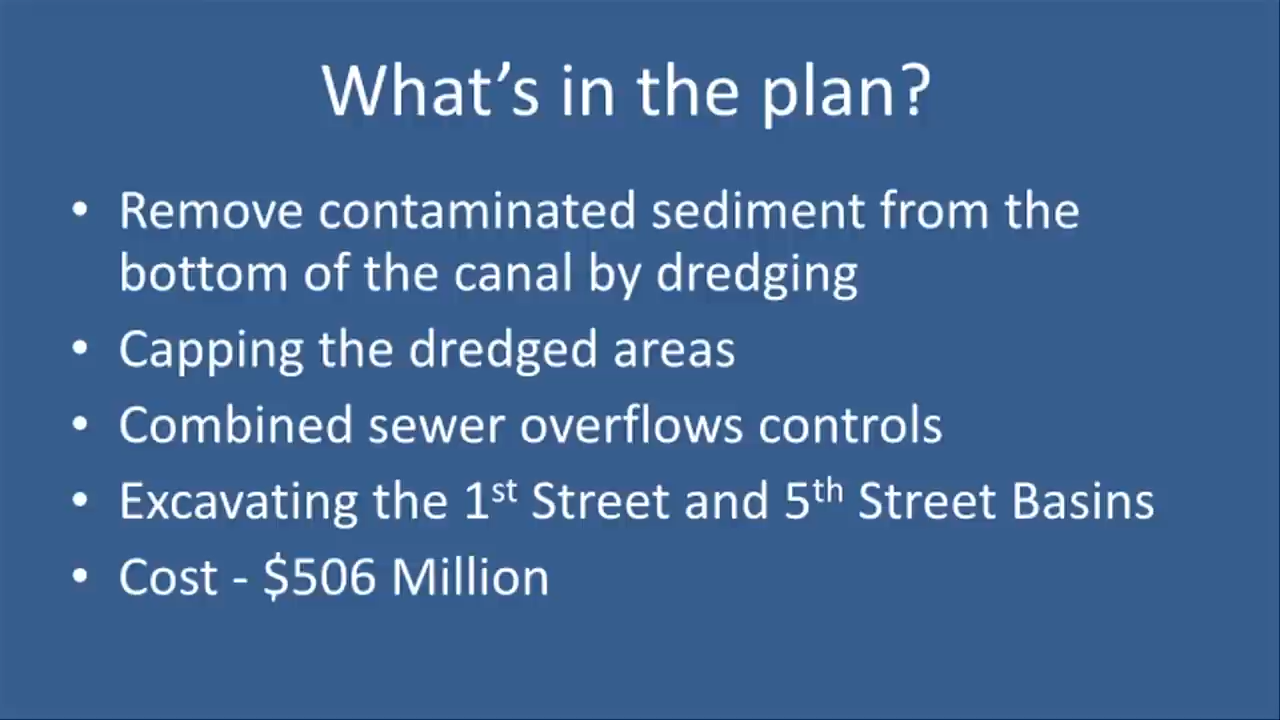 What’s in the plan?
• Remove contaminated sediment from the
bottom of the canal by dredging
• Capping the dredged areas
• Combined sewer overflows controls
• Excavating the 1st Street and 5th Street Basins
• Cost - $506 Million